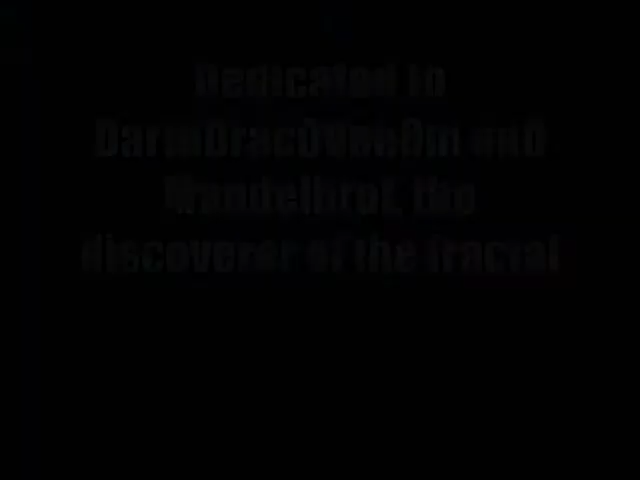 Dedicated to
and
Mandelbrot, the
discoverer of the fractal